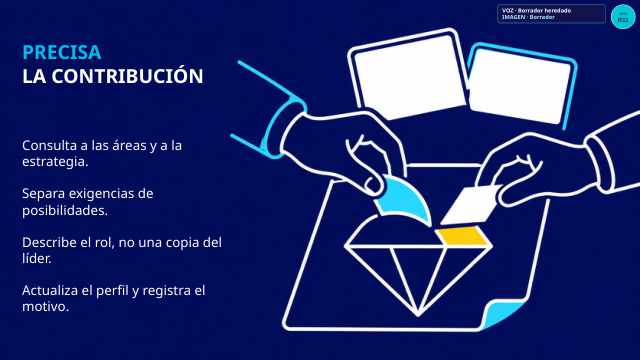 VOZ · Borrador heredado
IMAGEN · Borrador
R11
PRECISA
LA CONTRIBUCIÓN
Consulta a las áreas y a la
estrategia.
Separa exigencias de
posibilidades.
Describe el rol, no una copia del
líder.
Actualiza el perfil y registra el
motivo.